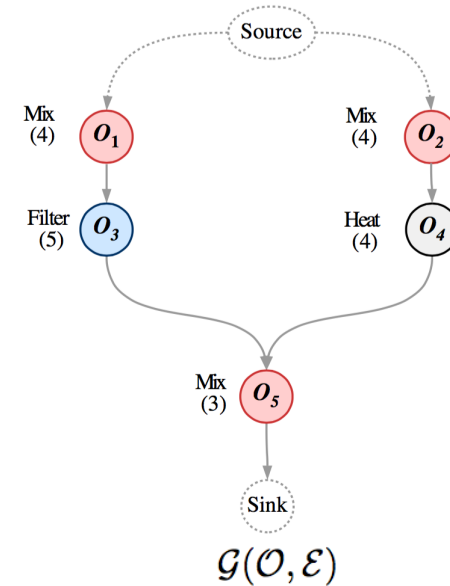 Source
Mix
(4)
O1
Mix
(4)
O2
Filter
(5)
O3
Heat
(4)
O4
Mix
(3)
O5
Sink
G(O, E)